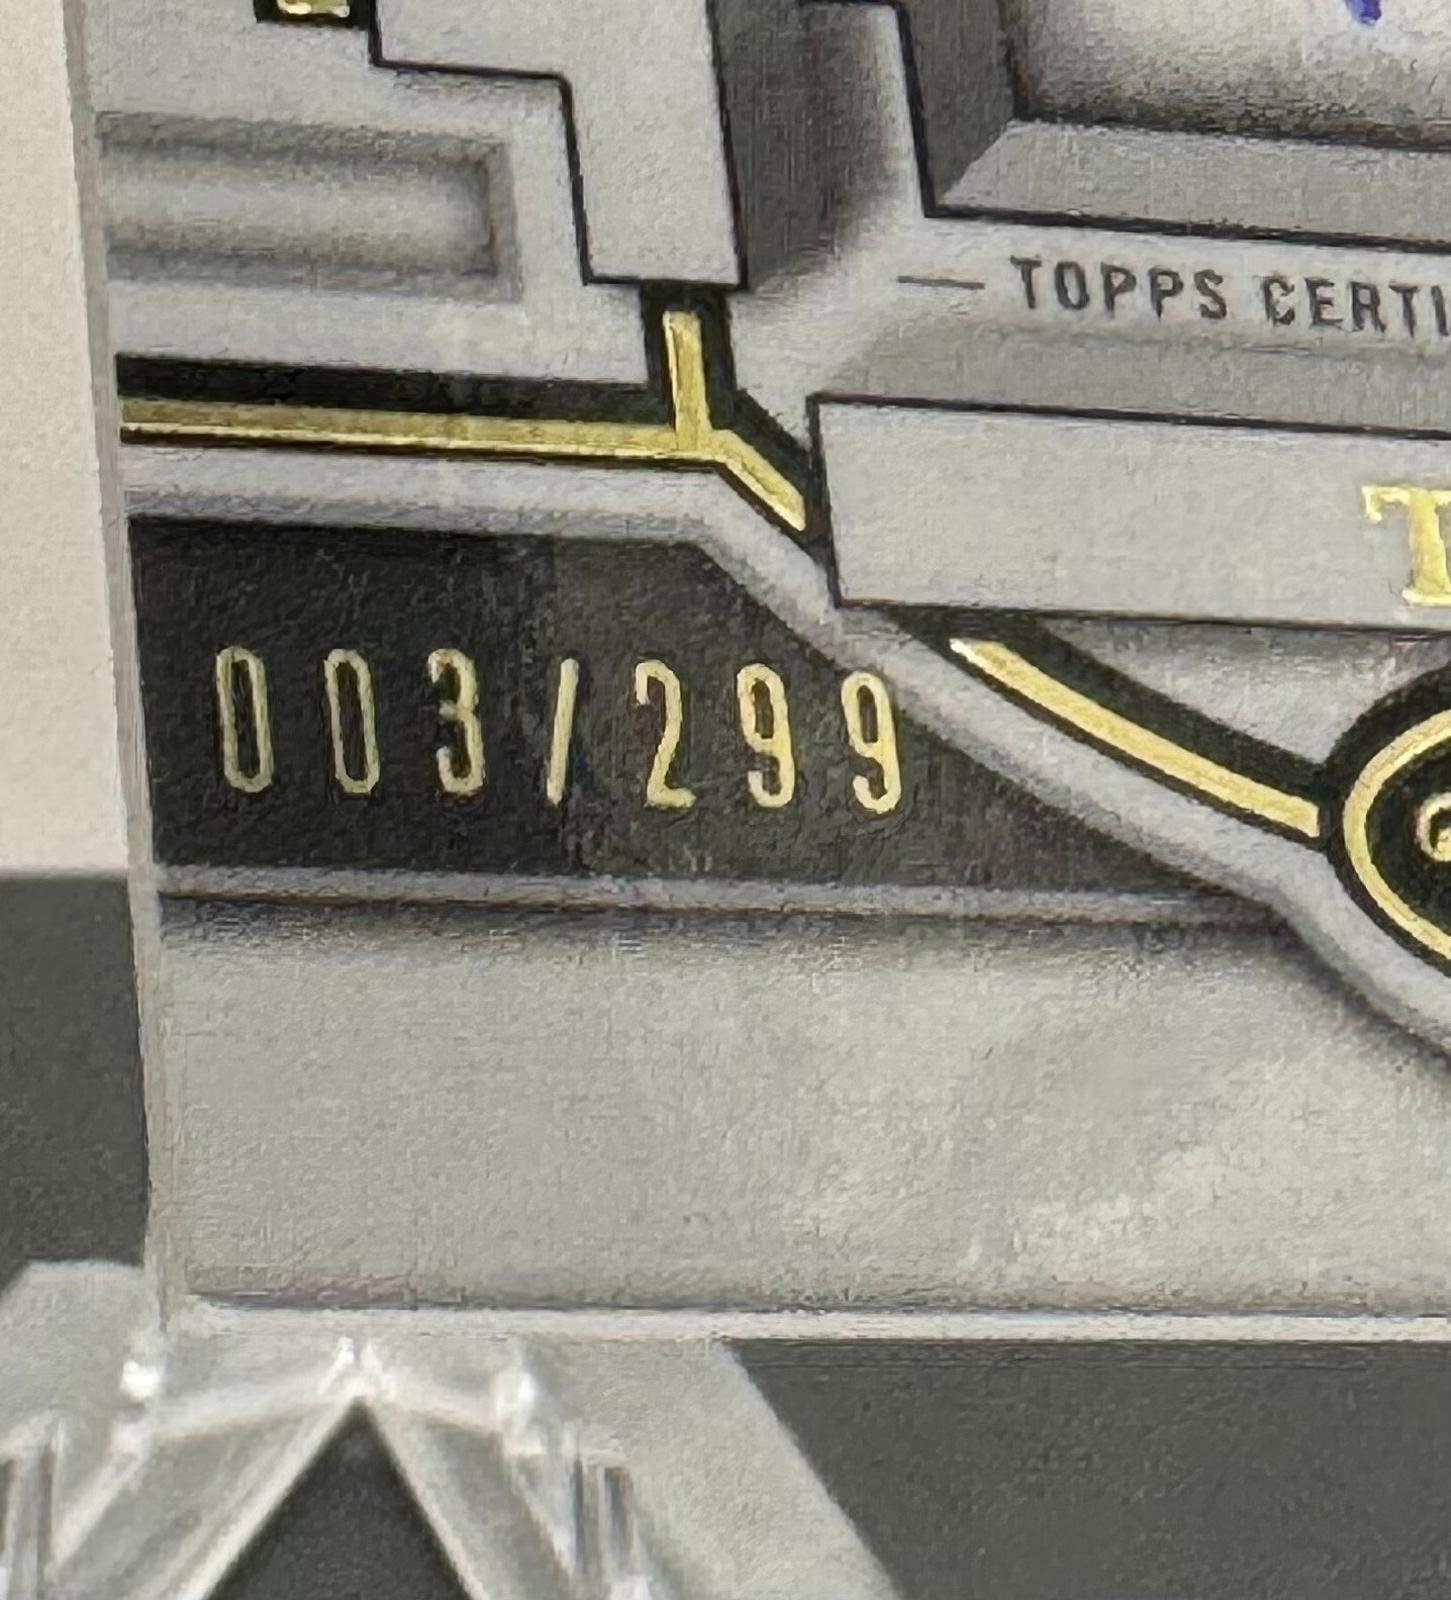 — TOPPS CERTI
T
003/299